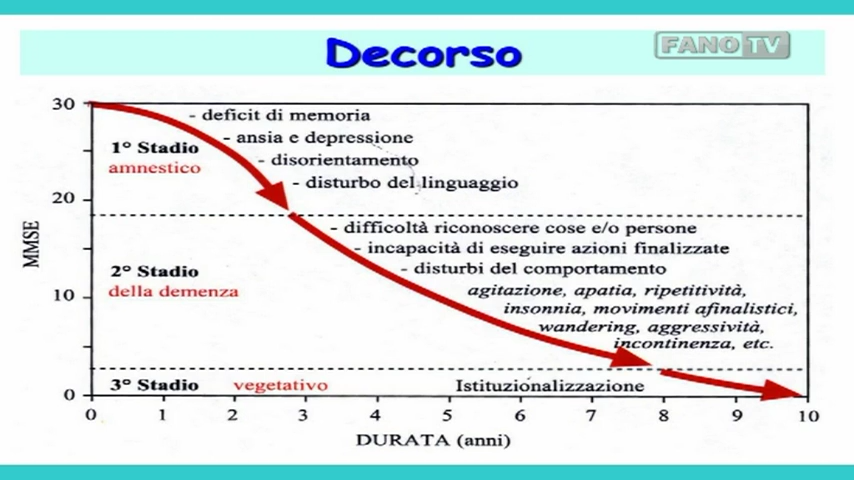 Decorso
FANO TV
30
- deficit di memoria
- ansia e depressione
1° Stadio
amnestico
- disorientamento
- disturbo del linguaggio
20
- difficoltà riconoscere cose e/o persone
- incapacità di eseguire azioni finalizzate
2° Stadio
- disturbi del comportamento
della demenza
agitazione, apatia, ripetitività,
10
insonnia, movimenti afinalistici,
wandering, aggressività,
incontinenza, etc.
MMSE
3° Stadio vegetativo Istituzionalizzazione
0
0 1 2 3 4 5 6 7 8 9 10
DURATA (anni)